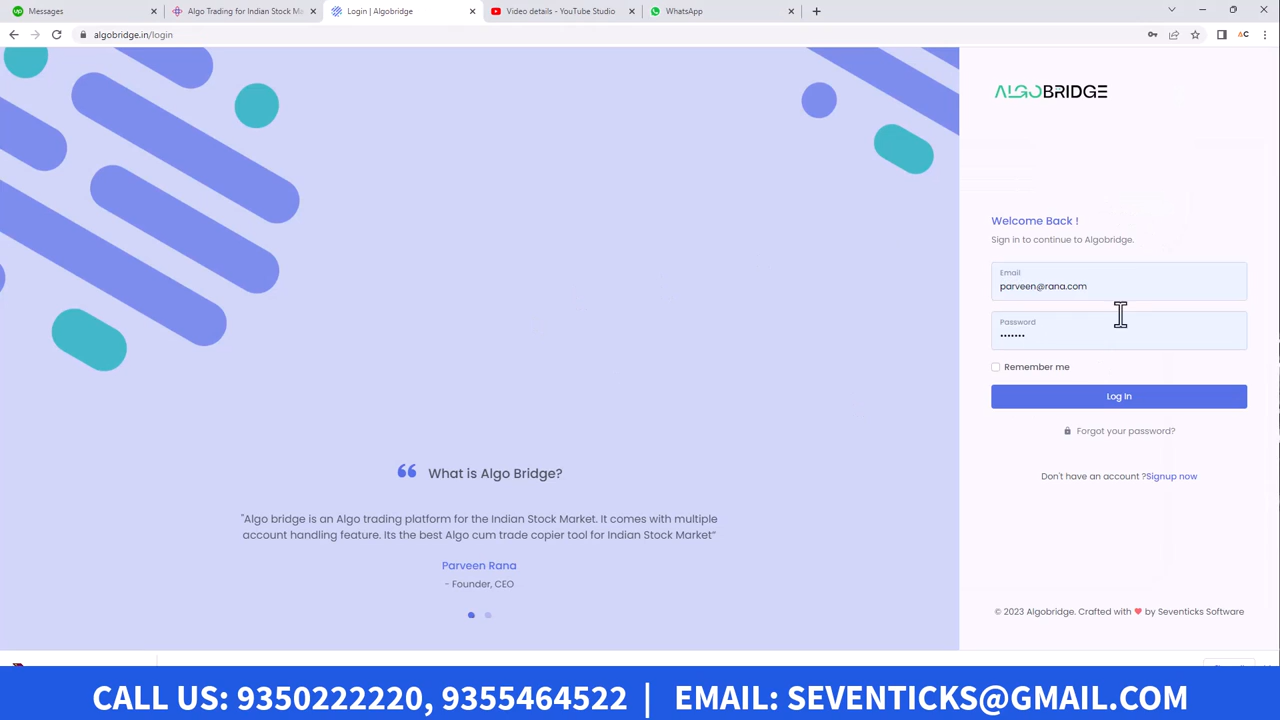 Messages
Algo Trading for Indian Stock Ma
Login | Algobridge
Video details - YouTube Studio
WhatsApp
algobridge.in/login
AC
ALGOBRIDGE
Welcome Back !
Sign in to continue to Algobridge.
Email
parveen@rana.com
Password
•••••••
Remember me
Log In
Forgot your password?
Don't have an account ?Signup now
“ What is Algo Bridge?
"Algo bridge is an Algo trading platform for the Indian Stock Market. It comes with multiple
account handling feature. Its the best Algo cum trade copier tool for Indian Stock Market”
Parveen Rana
- Founder, CEO
© 2023 Algobridge. Crafted with ❤ by Seventicks Software
CALL US: 9350222220, 9355464522 | EMAIL: SEVENTICKS@GMAIL.COM